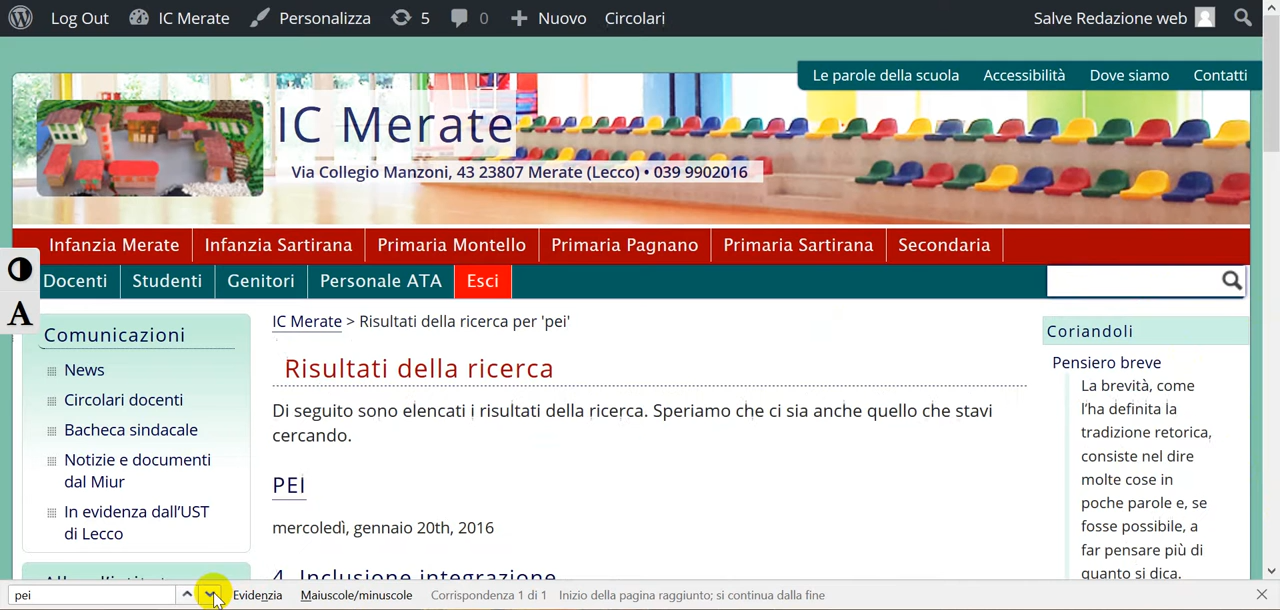 Log Out IC Merate Personalizza 5 0 Nuovo Circolari Salve Redazione web
Le parole della scuola Accessibilità Dove siamo Contatti
IC Merate
Via Collegio Manzoni, 43 23807 Merate (Lecco) • 039 9902016
Infanzia Merate Infanzia Sartirana Primaria Montello Primaria Pagnano Primaria Sartirana Secondaria
Docenti Studenti Genitori Personale ATA Esci
A
Comunicazioni
News
Circolari docenti
Bacheca sindacale
Notizie e documenti
dal Miur
In evidenza dall'UST
di Lecco
IC Merate > Risultati della ricerca per 'pei'
Risultati della ricerca
Di seguito sono elencati i risultati della ricerca. Speriamo che ci sia anche quello che stavi
cercando.
PEI
mercoledì, gennaio 20th, 2016
4. Inclusione integrazione
Coriandoli
Pensiero breve
La brevità, come
l'ha definita la
tradizione retorica,
consiste nel dire
molte cose in
poche parole e, se
fosse possibile, a
far pensare più di
quanto si dica.
pei Evidenzia Maiuscole/minuscole Corrispondenza 1 di 1 Inizio della pagina raggiunto; si continua dalla fine